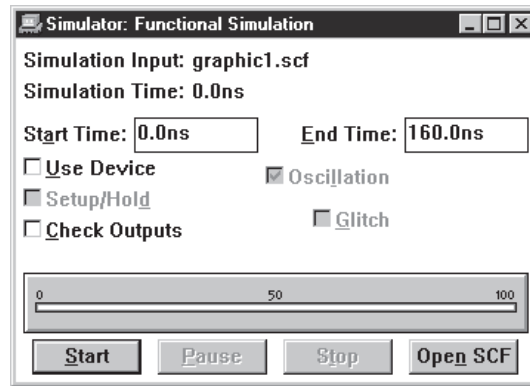 Simulator: Functional Simulation
Simulation Input: graphic1.scf
Simulation Time: 0.0ns
Start Time: 0.0ns End Time: 160.0ns
Use Device Oscillation
Setup/Hold Glitch
Check Outputs
0 50 100
Start Pause Stop Open SCF